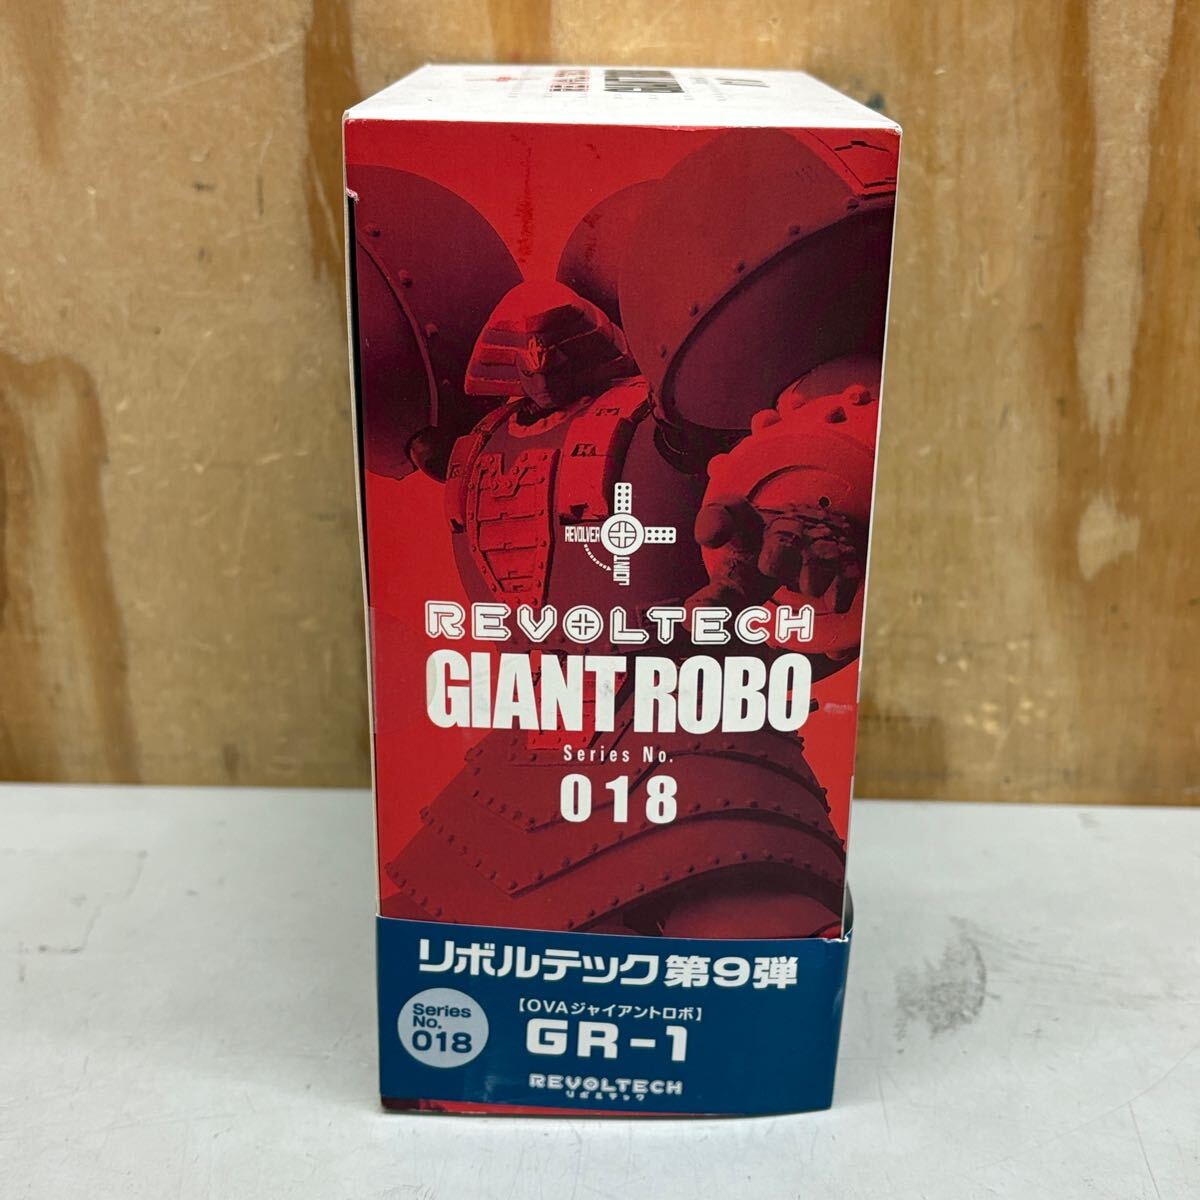 REVOLVER
JOINT
REVOLTECH
GIANT ROBO
Series No.
018
リボルテック第9弾
Series
No.
018
【OVAジャイアントロボ】
GR-1
REVOLTECH
リボルテック